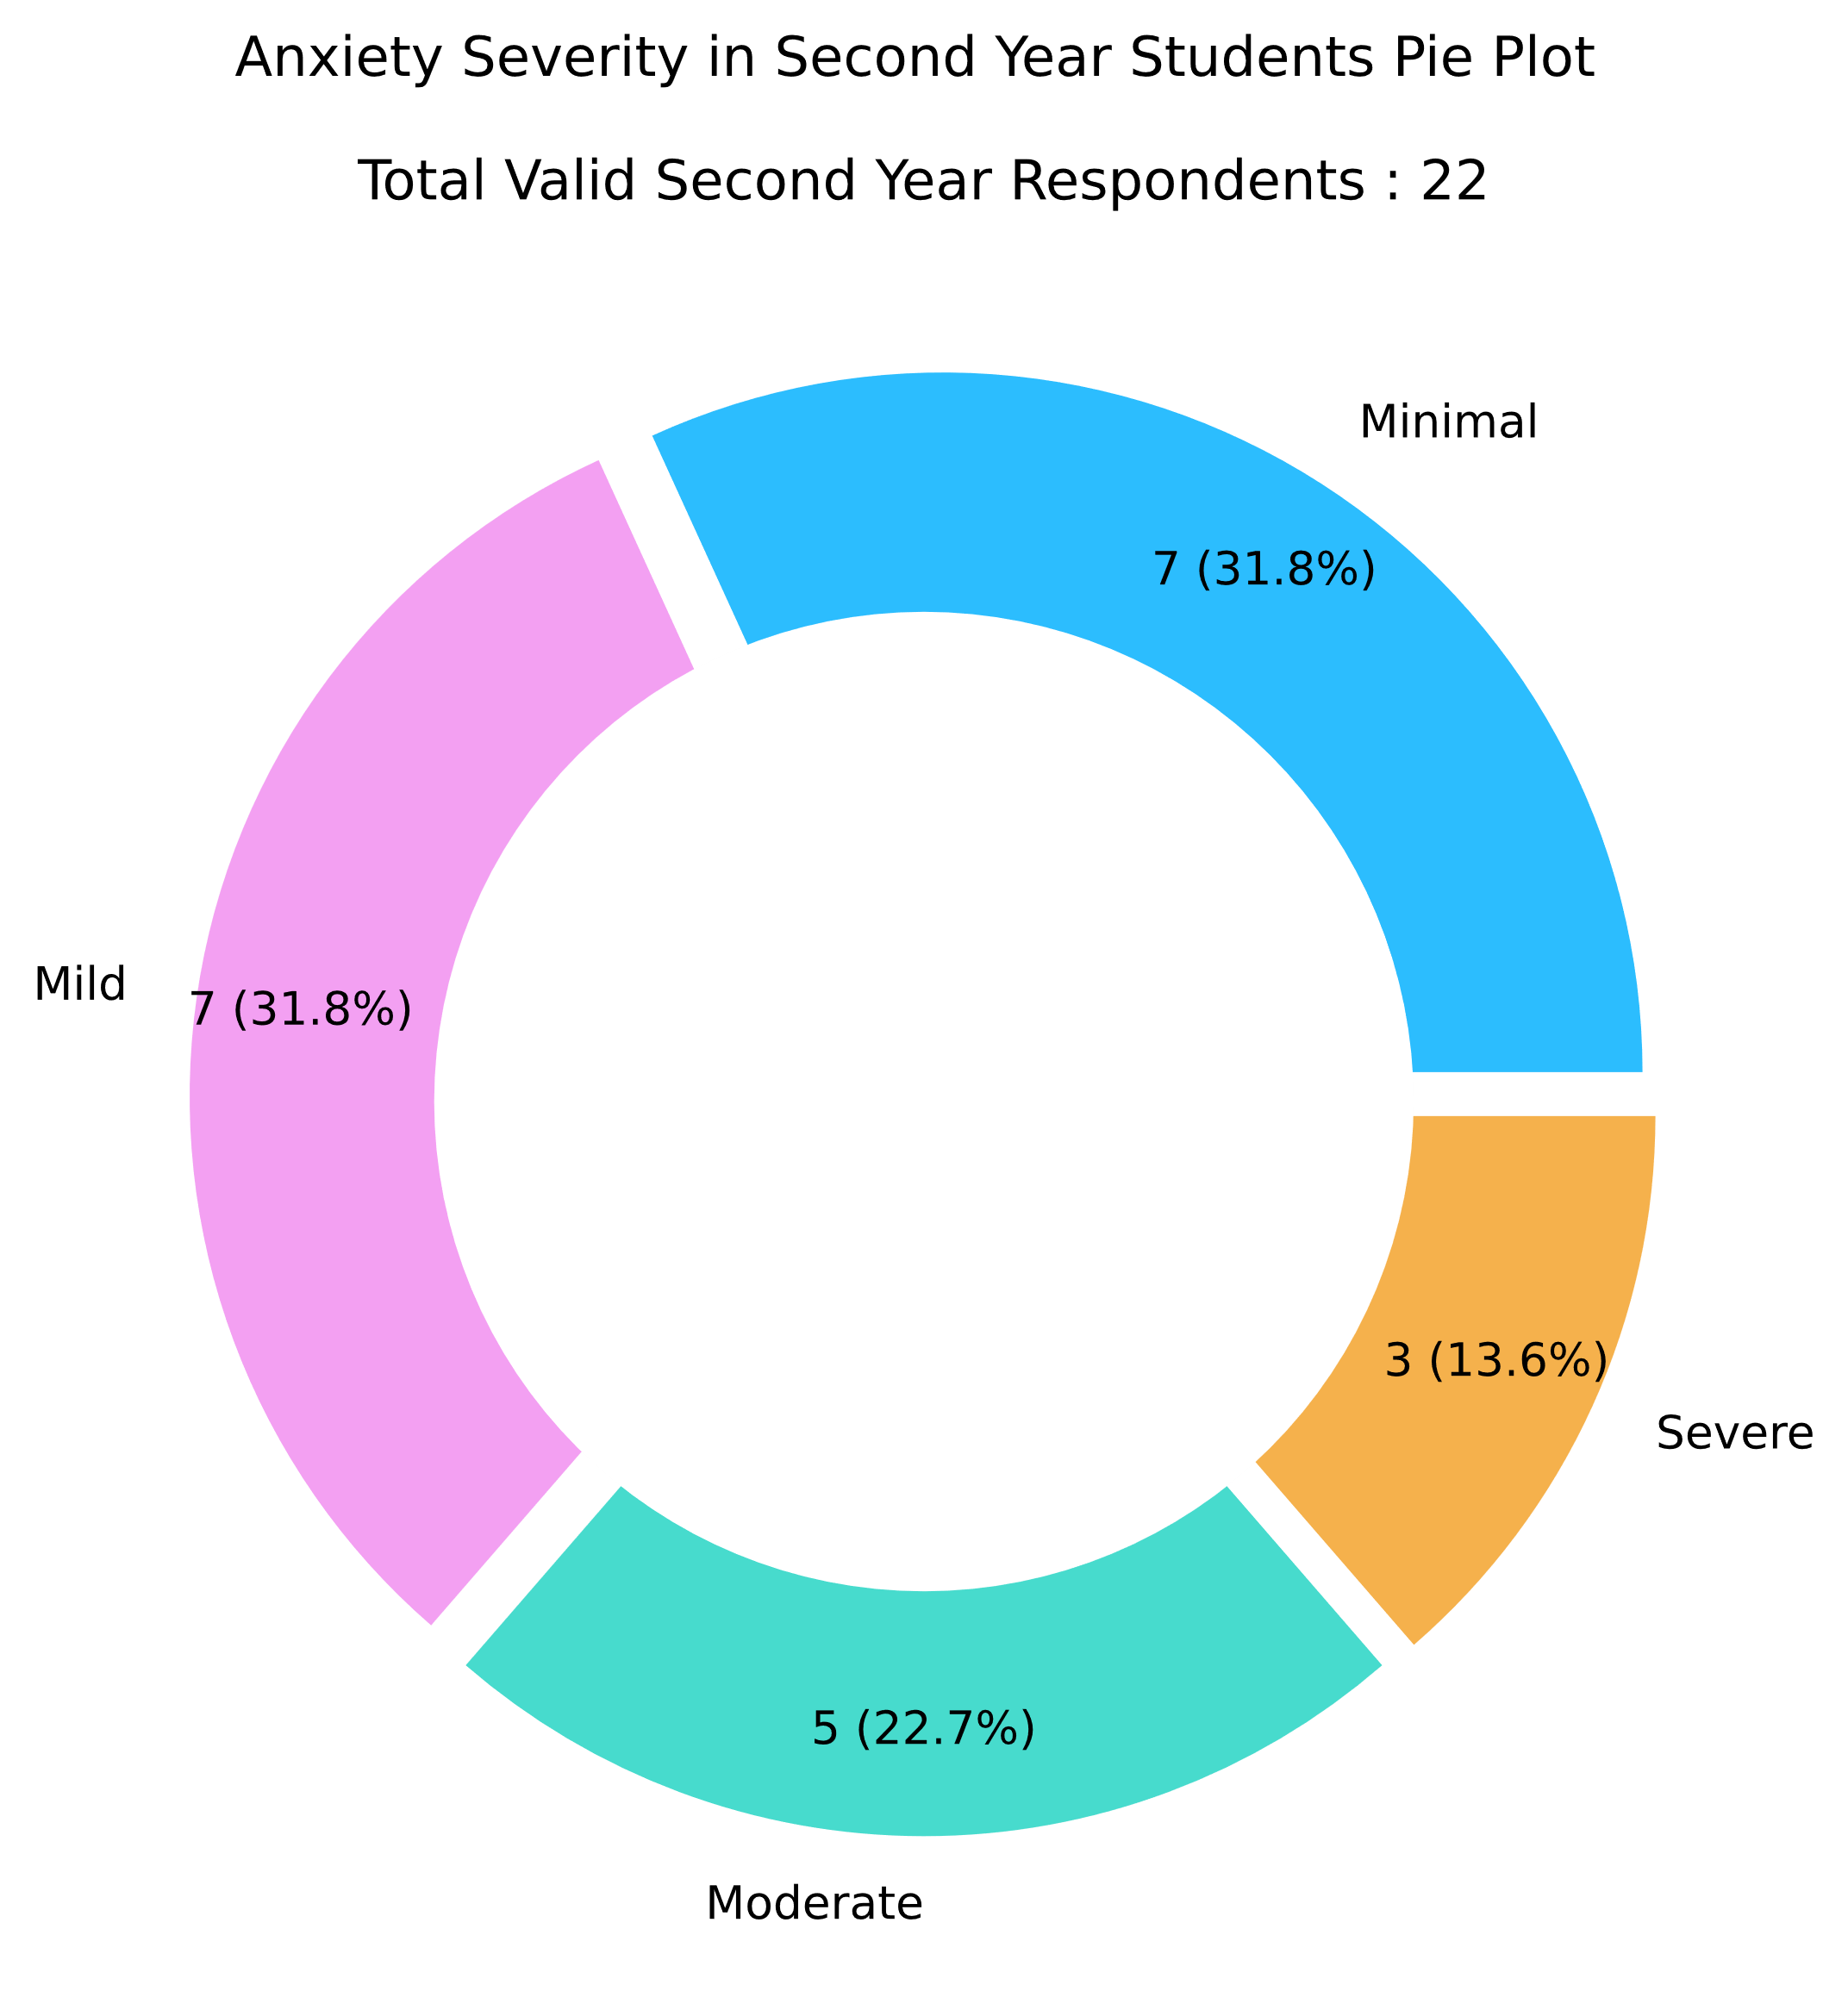 Anxiety Severity in Second Year Students Pie Plot
Total Valid Second Year Respondents : 22
Minimal
7 (31.8%)
Mild
7 (31.8%)
3 (13.6%)
Severe
5 (22.7%)
Moderate